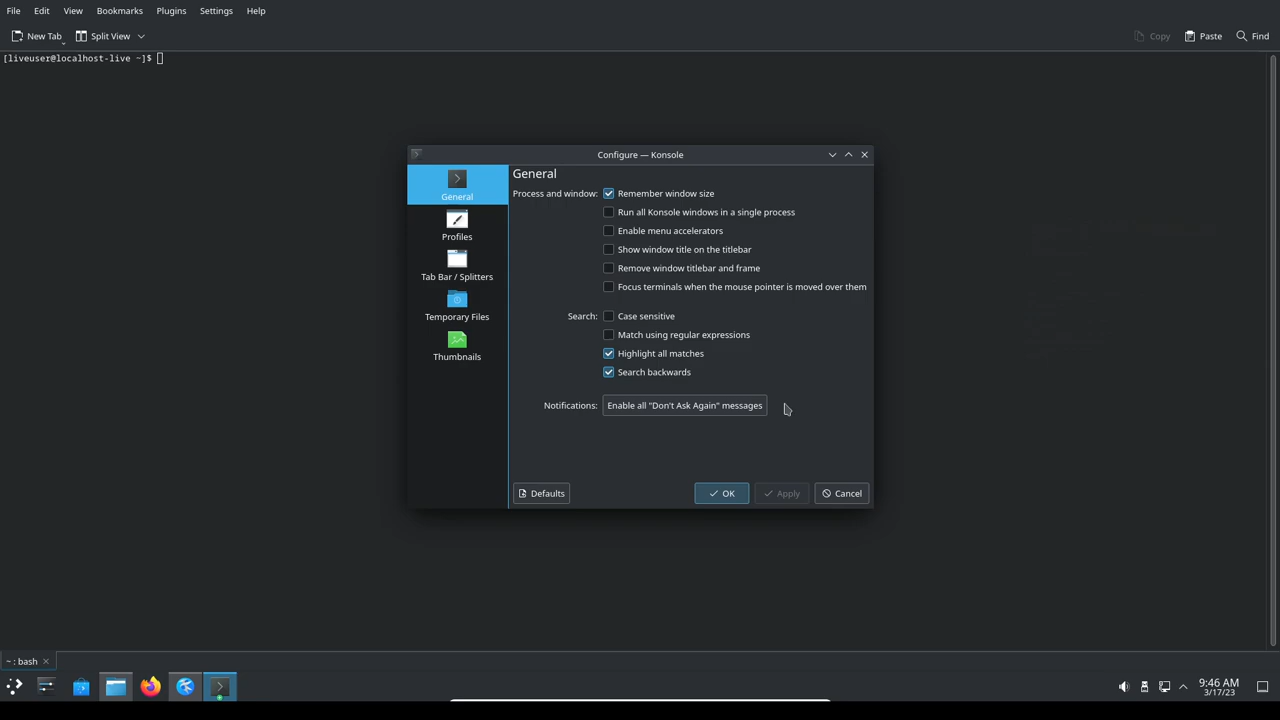 File Edit View Bookmarks Plugins Settings Help
New Tab Split View Copy Paste Find
[liveuser@localhost-live ~]$
Configure — Konsole
General
Profiles
Tab Bar / Splitters
Temporary Files
Thumbnails
General
Process and window: Remember window size
Run all Konsole windows in a single process
Enable menu accelerators
Show window title on the titlebar
Remove window titlebar and frame
Focus terminals when the mouse pointer is moved over them
Search: Case sensitive
Match using regular expressions
Highlight all matches
Search backwards
Notifications: Enable all "Don't Ask Again" messages
Defaults OK Apply Cancel
~ : bash
9:46 AM
3/17/23